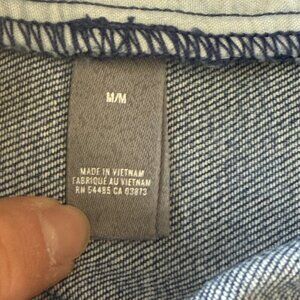 M/M
MADE IN VIETNAM
FABRIQUÉ AU VIETNAM
RN 54485 CA 03873